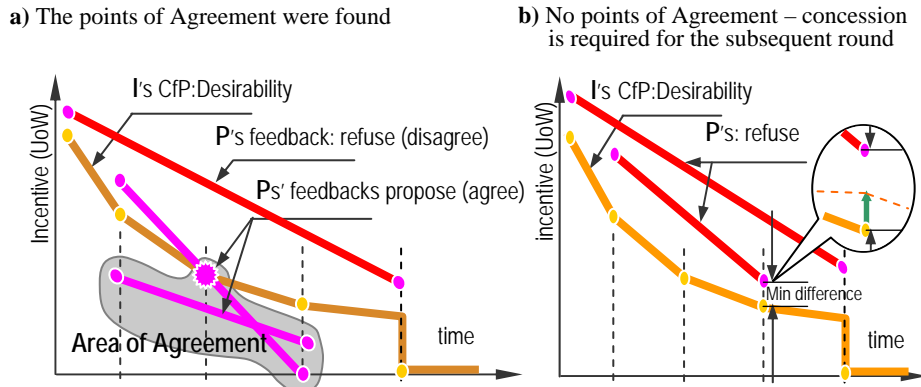 a) The points of Agreement were found
I's CfP:Desirability
P's feedback: refuse (disagree)
Ps' feedbacks propose (agree)
Incentive (UoW)
Area of Agreement
time
b) No points of Agreement – concession
is required for the subsequent round
I's CfP:Desirability
P's: refuse
incentive (UoW)
Min difference
time